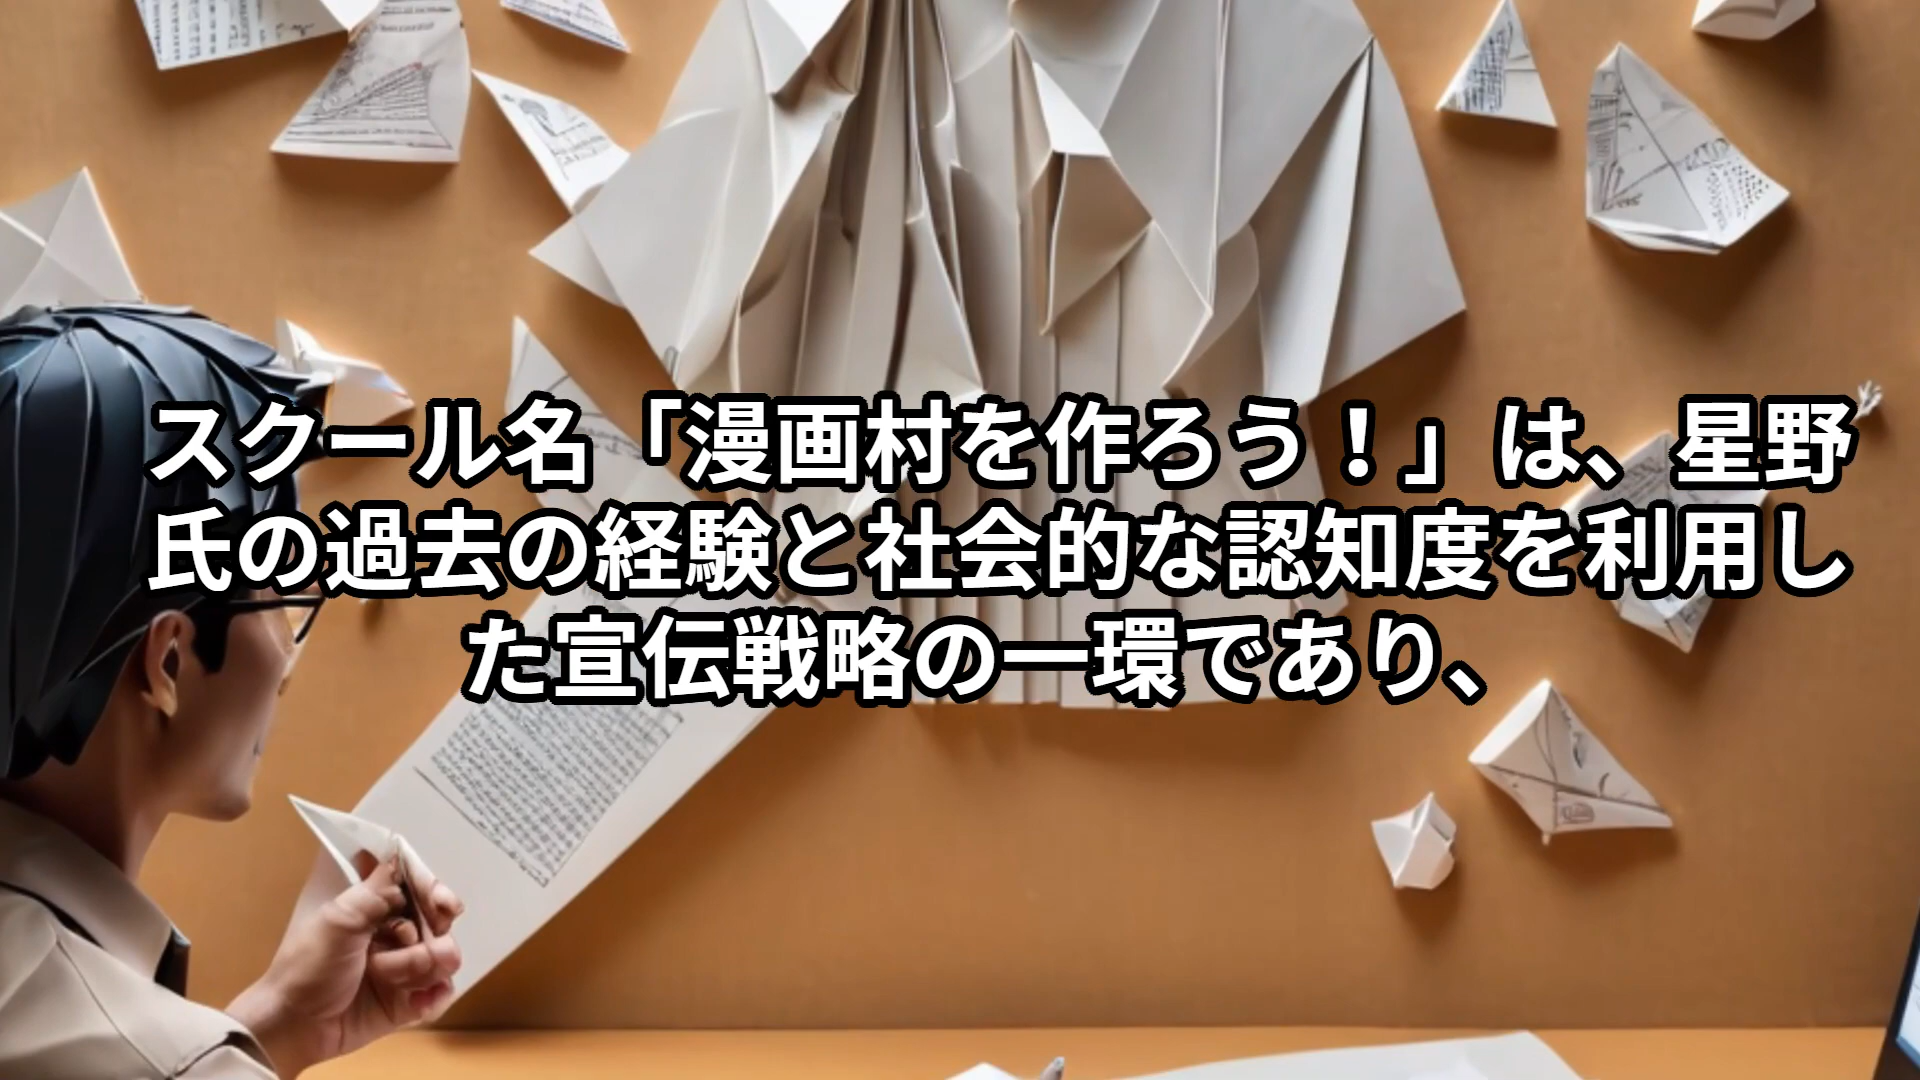 スクール名「漫画村を作ろう！」は、星野
氏の過去の経験と社会的な認知度を利用し
た宣伝戦略の一環であり、